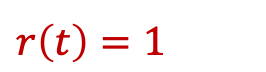 r(t) = 1